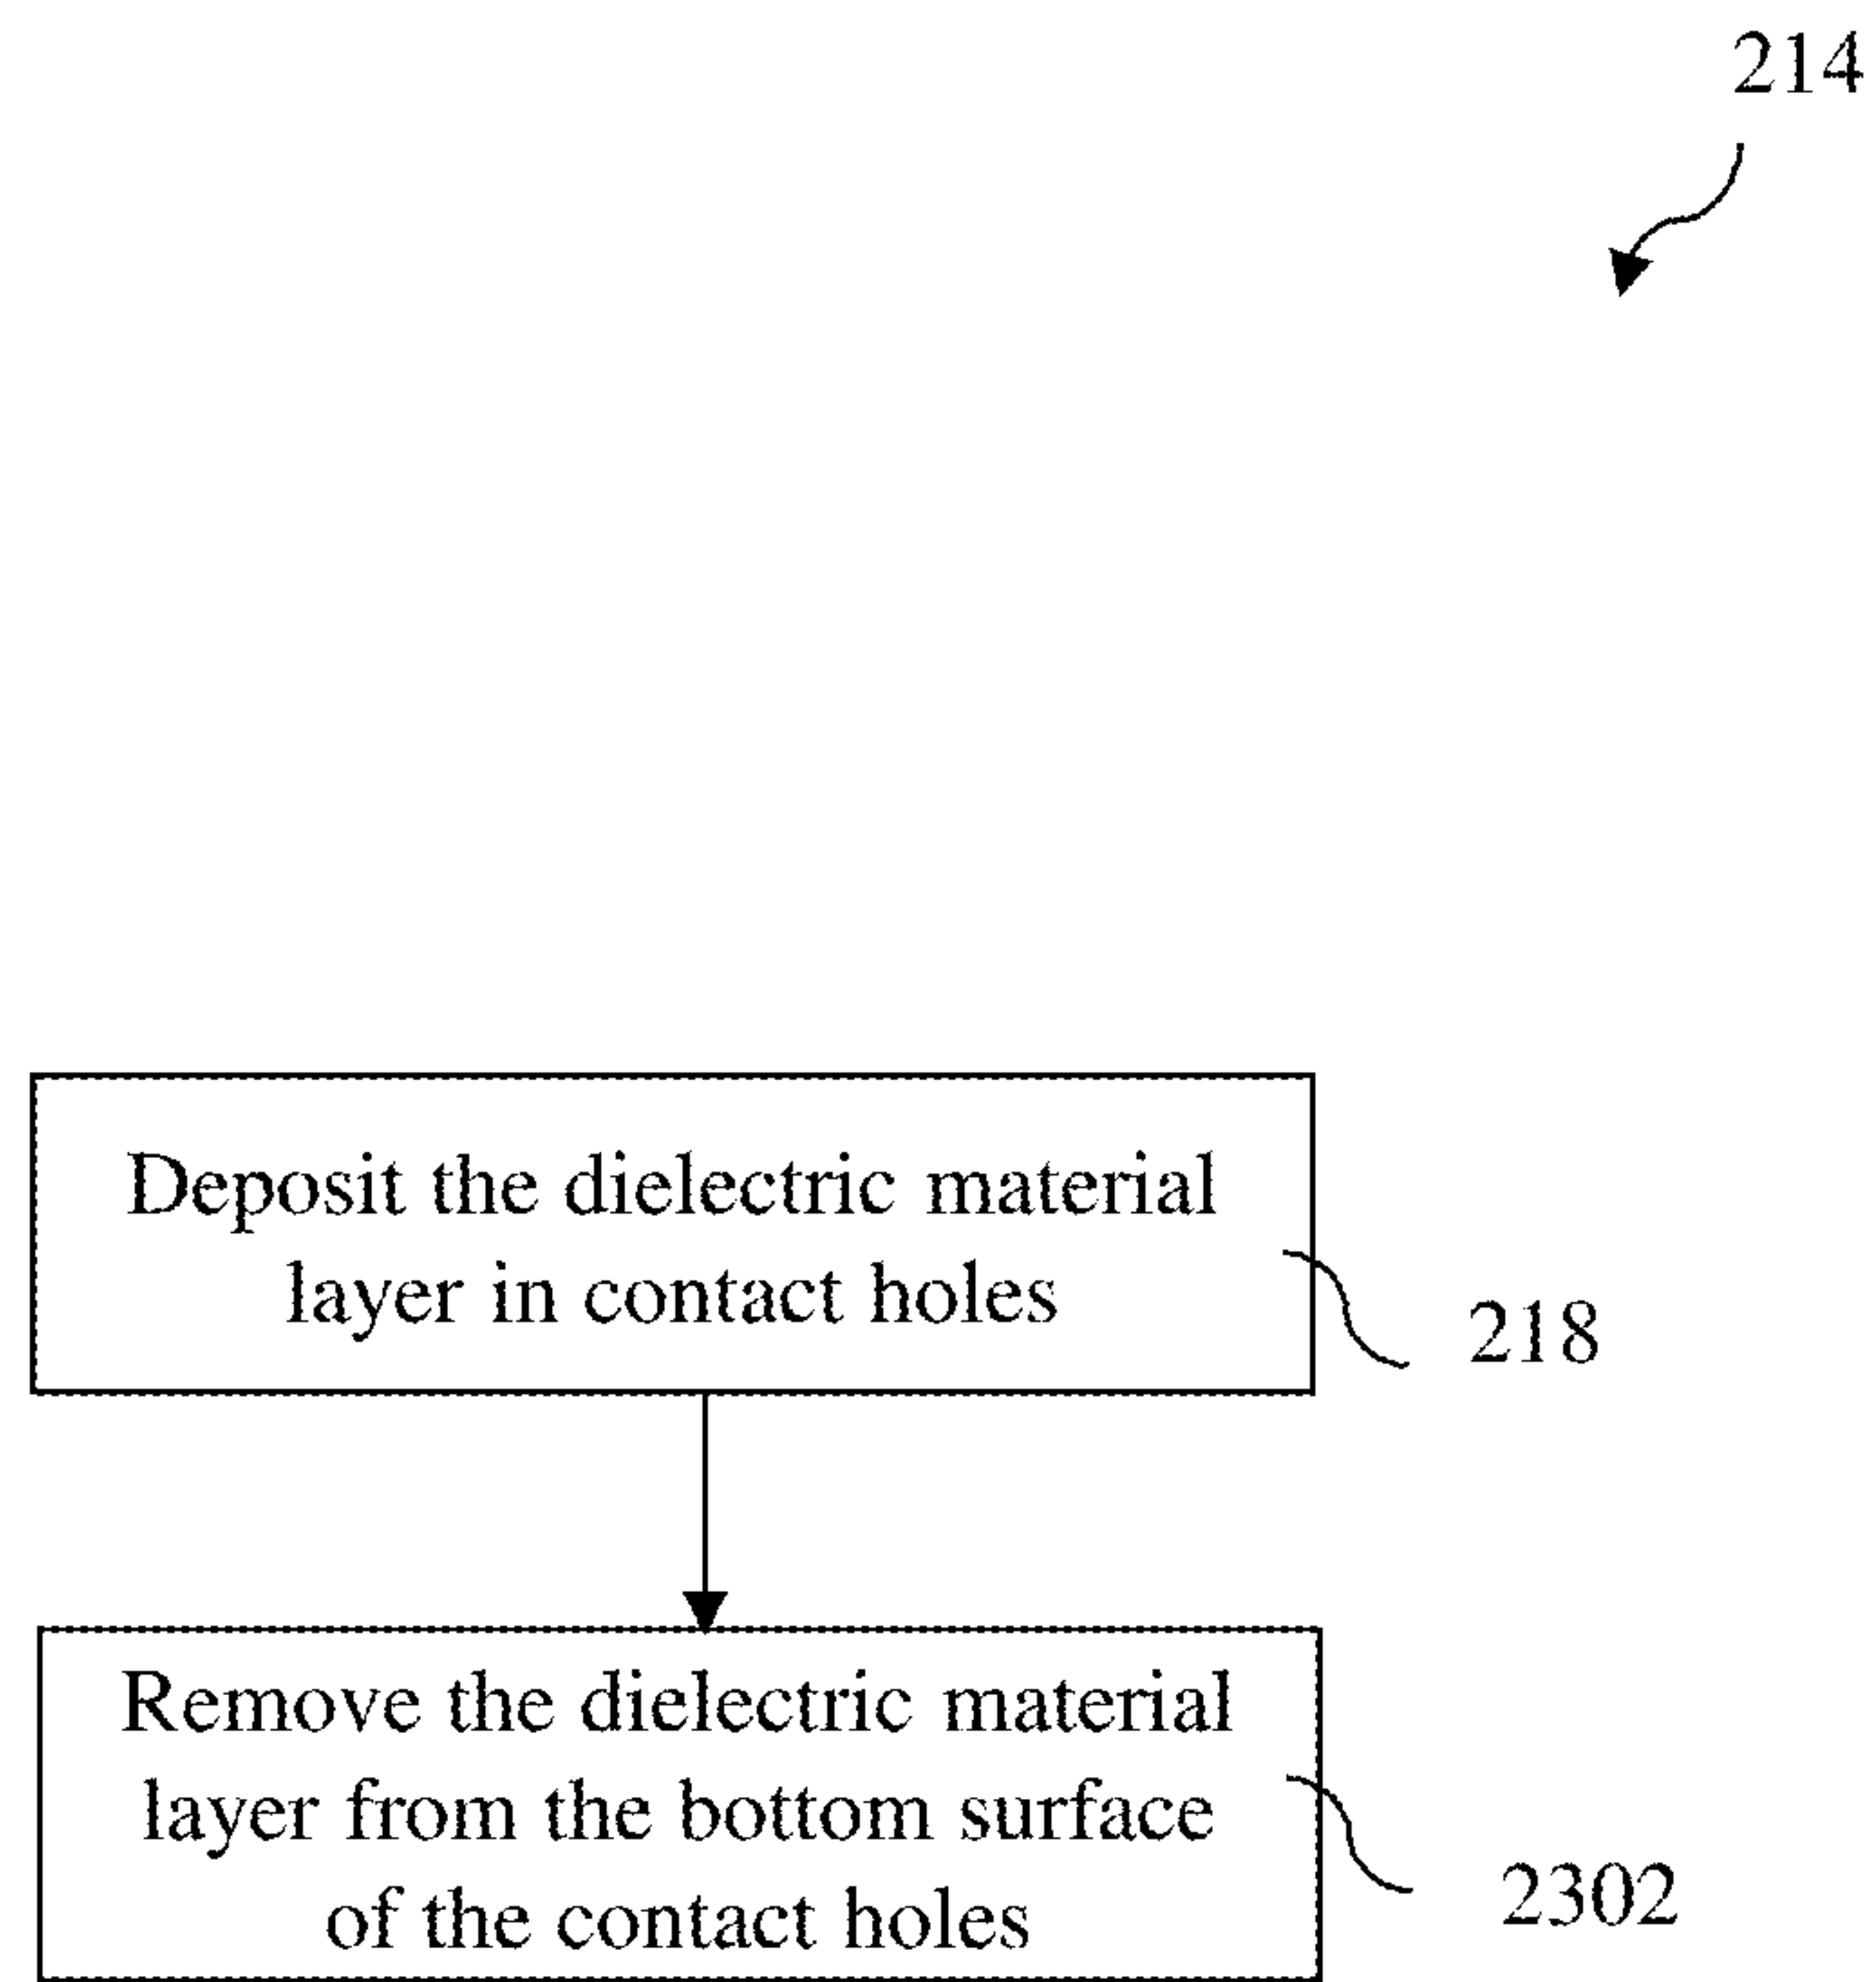 214
Deposit the dielectric material
layer in contact holes
218
Remove the dielectric material
layer from the bottom surface
of the contact holes
2302